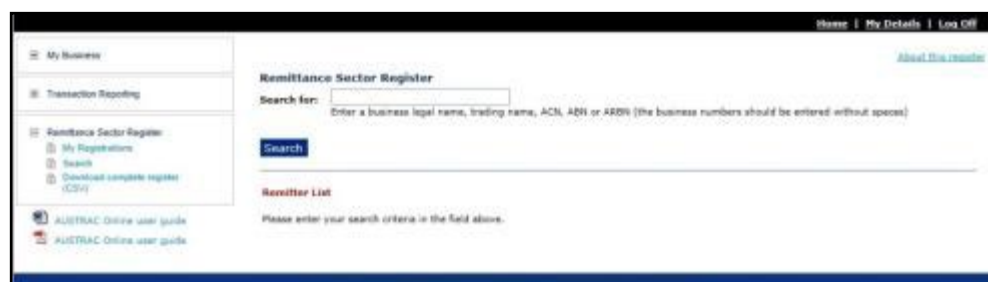 Home | My Details | Log Off
My Business
About this register
Remittance Sector Register
Transaction Reporting
Search for:
Enter a business legal name, trading name, ACN, ABN or ARBN (the business numbers should be entered without spaces)
Remittance Sector Register
My Registrations
Search
Search
Download complete register
(CSV)
Remitter List
Please enter your search criteria in the field above.
AUSTRAC Online user guide
AUSTRAC Online user guide